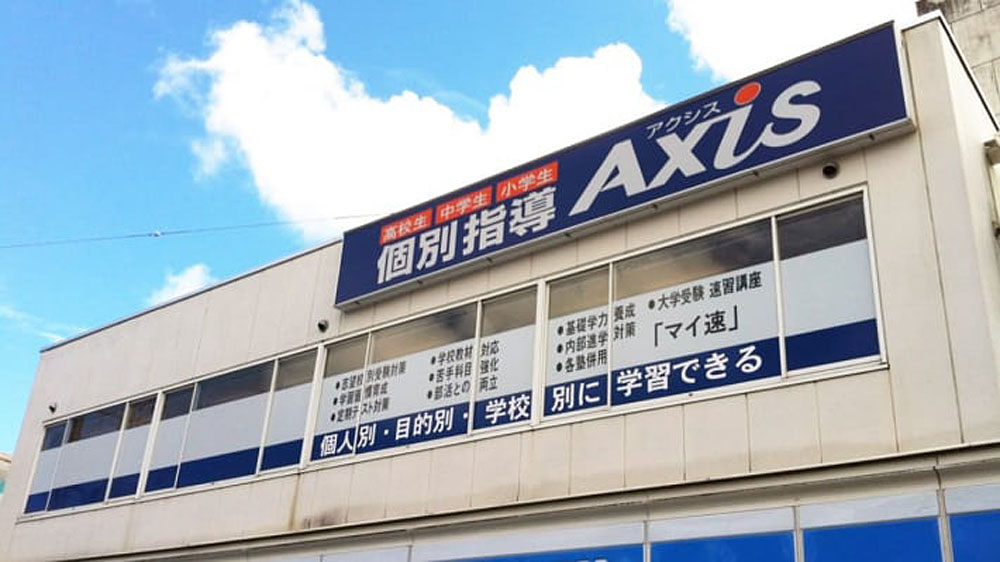 高校生 中学生 小学生
個別指導
アクシス
Axis
●志望校別受験対策
●学習習慣育成
●定期テスト対策
●学校教材対応
●苦手科目強化
●部活との両立
●基礎学力養成
●内部進学対策
●各塾併用
●大学受験 速習講座
「マイ速」
個人別・目的別・学校別に学習できる